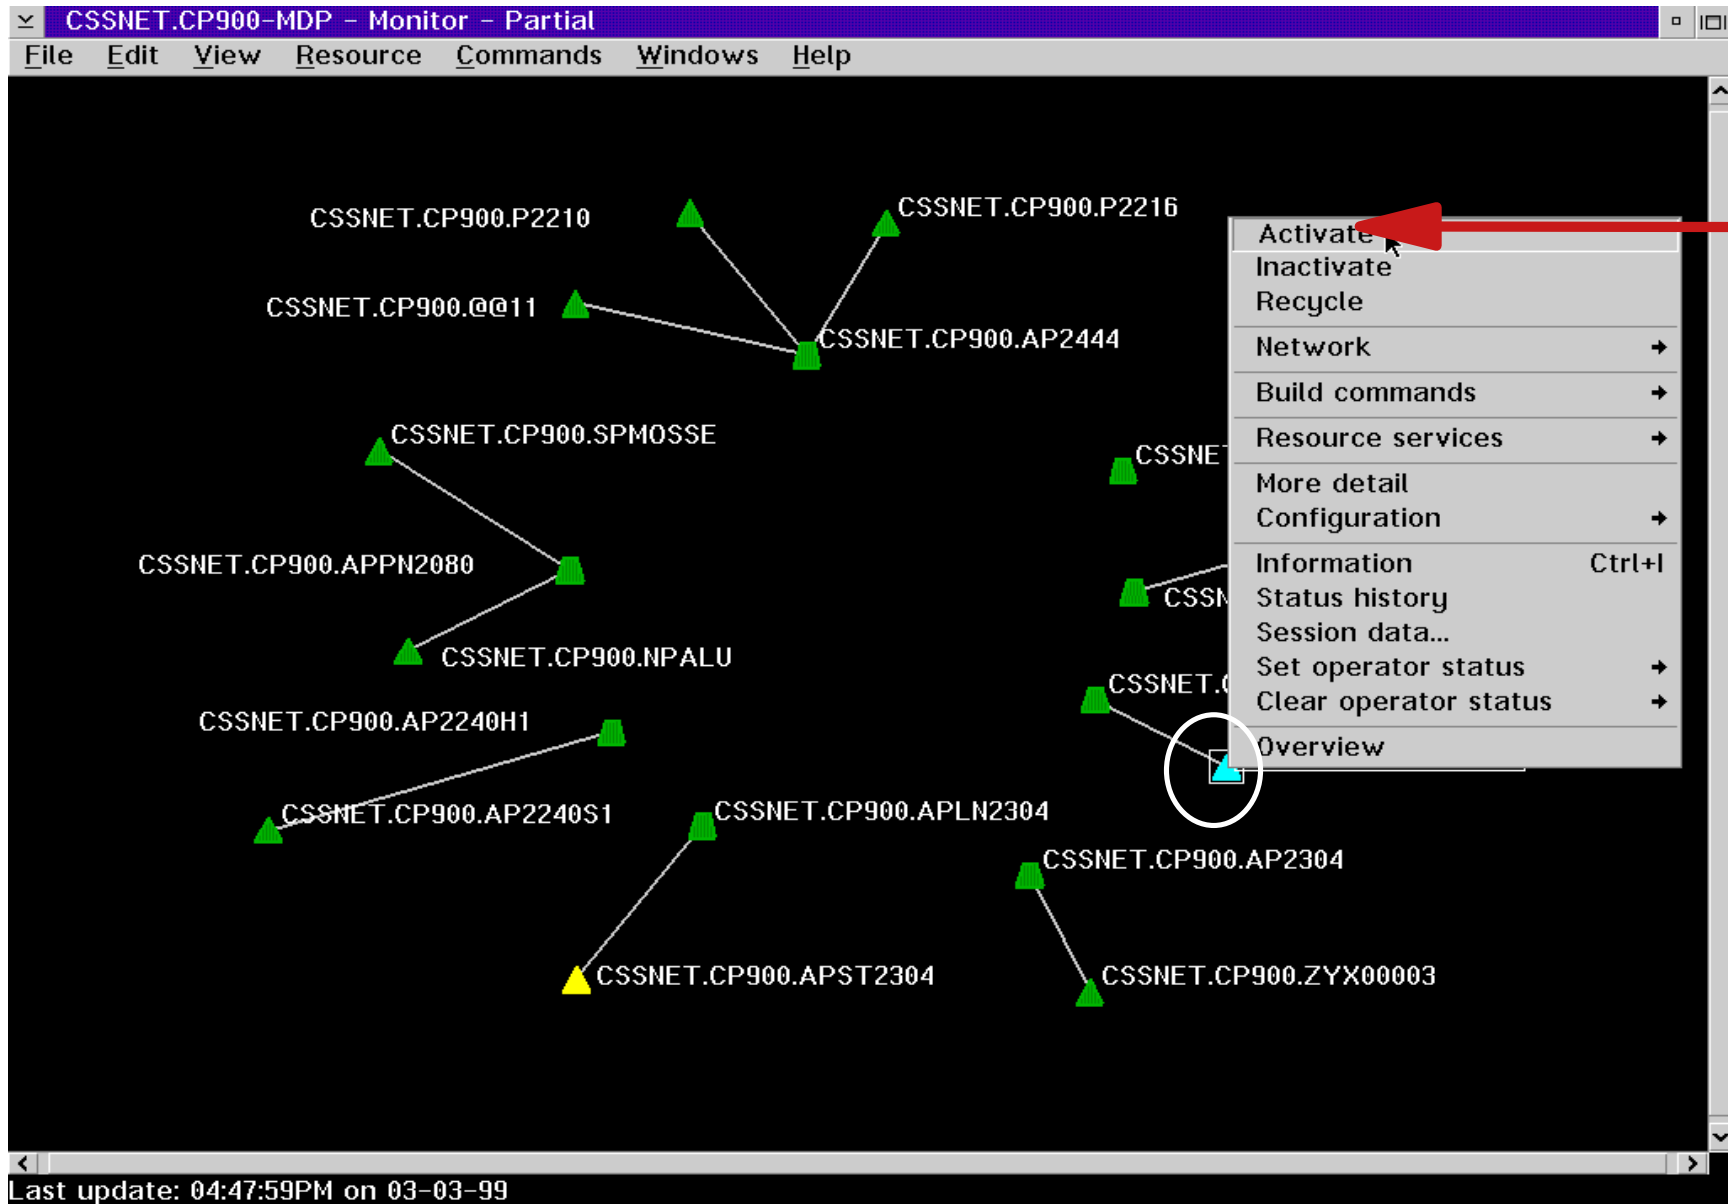 CSSNET.CP900-MDP - Monitor - Partial
File Edit View Resource Commands Windows Help
CSSNET.CP900.P2210
CSSNET.CP900.P2216
CSSNET.CP900.@@11
CSSNET.CP900.AP2444
CSSNET.CP900.SPMOSSE
CSSNET.CP900.APPN2080
CSSNET.CP900.NPALU
CSSNET.CP900.AP2240H1
CSSNET.CP900.AP2240S1
CSSNET.CP900.APLN2304
CSSNET.CP900.APST2304
CSSNET.CP900.AP2304
CSSNET.CP900.ZYX00003
Activate
Inactivate
Recycle
Network
Build commands
Resource services
More detail
Configuration
Information Ctrl+I
Status history
Session data...
Set operator status
Clear operator status
Overview
Last update: 04:47:59PM on 03-03-99